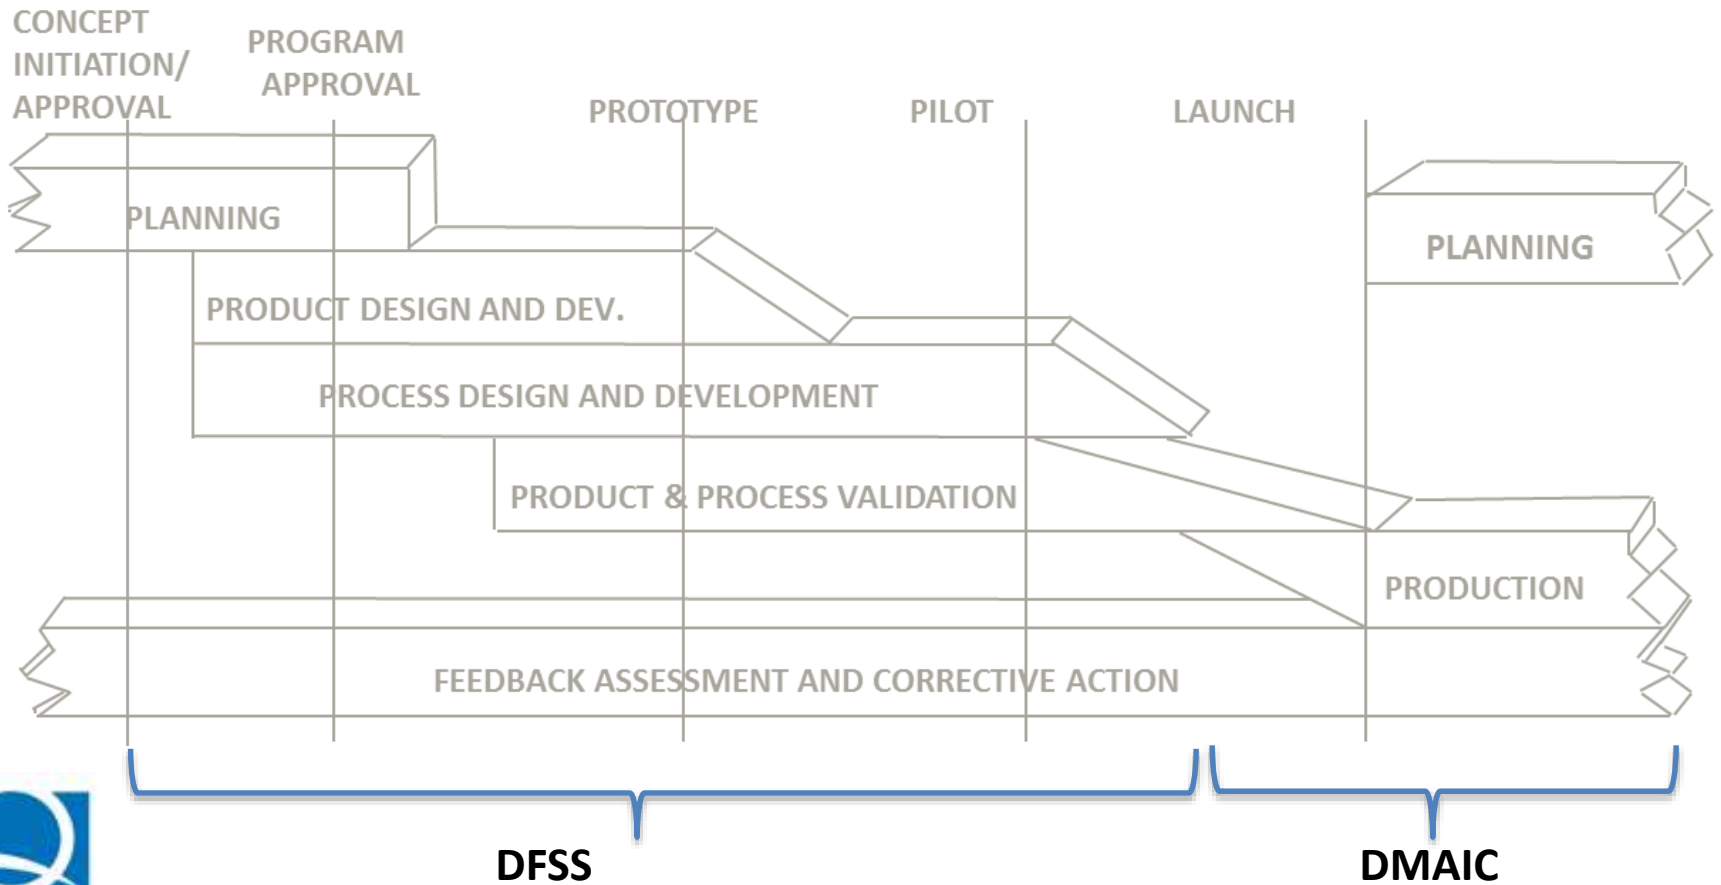 CONCEPT
INITIATION/
APPROVAL
PROGRAM
APPROVAL
PROTOTYPE
PILOT
LAUNCH
PLANNING
PLANNING
PRODUCT DESIGN AND DEV.
PROCESS DESIGN AND DEVELOPMENT
PRODUCT & PROCESS VALIDATION
PRODUCTION
FEEDBACK ASSESSMENT AND CORRECTIVE ACTION
DFSS
DMAIC